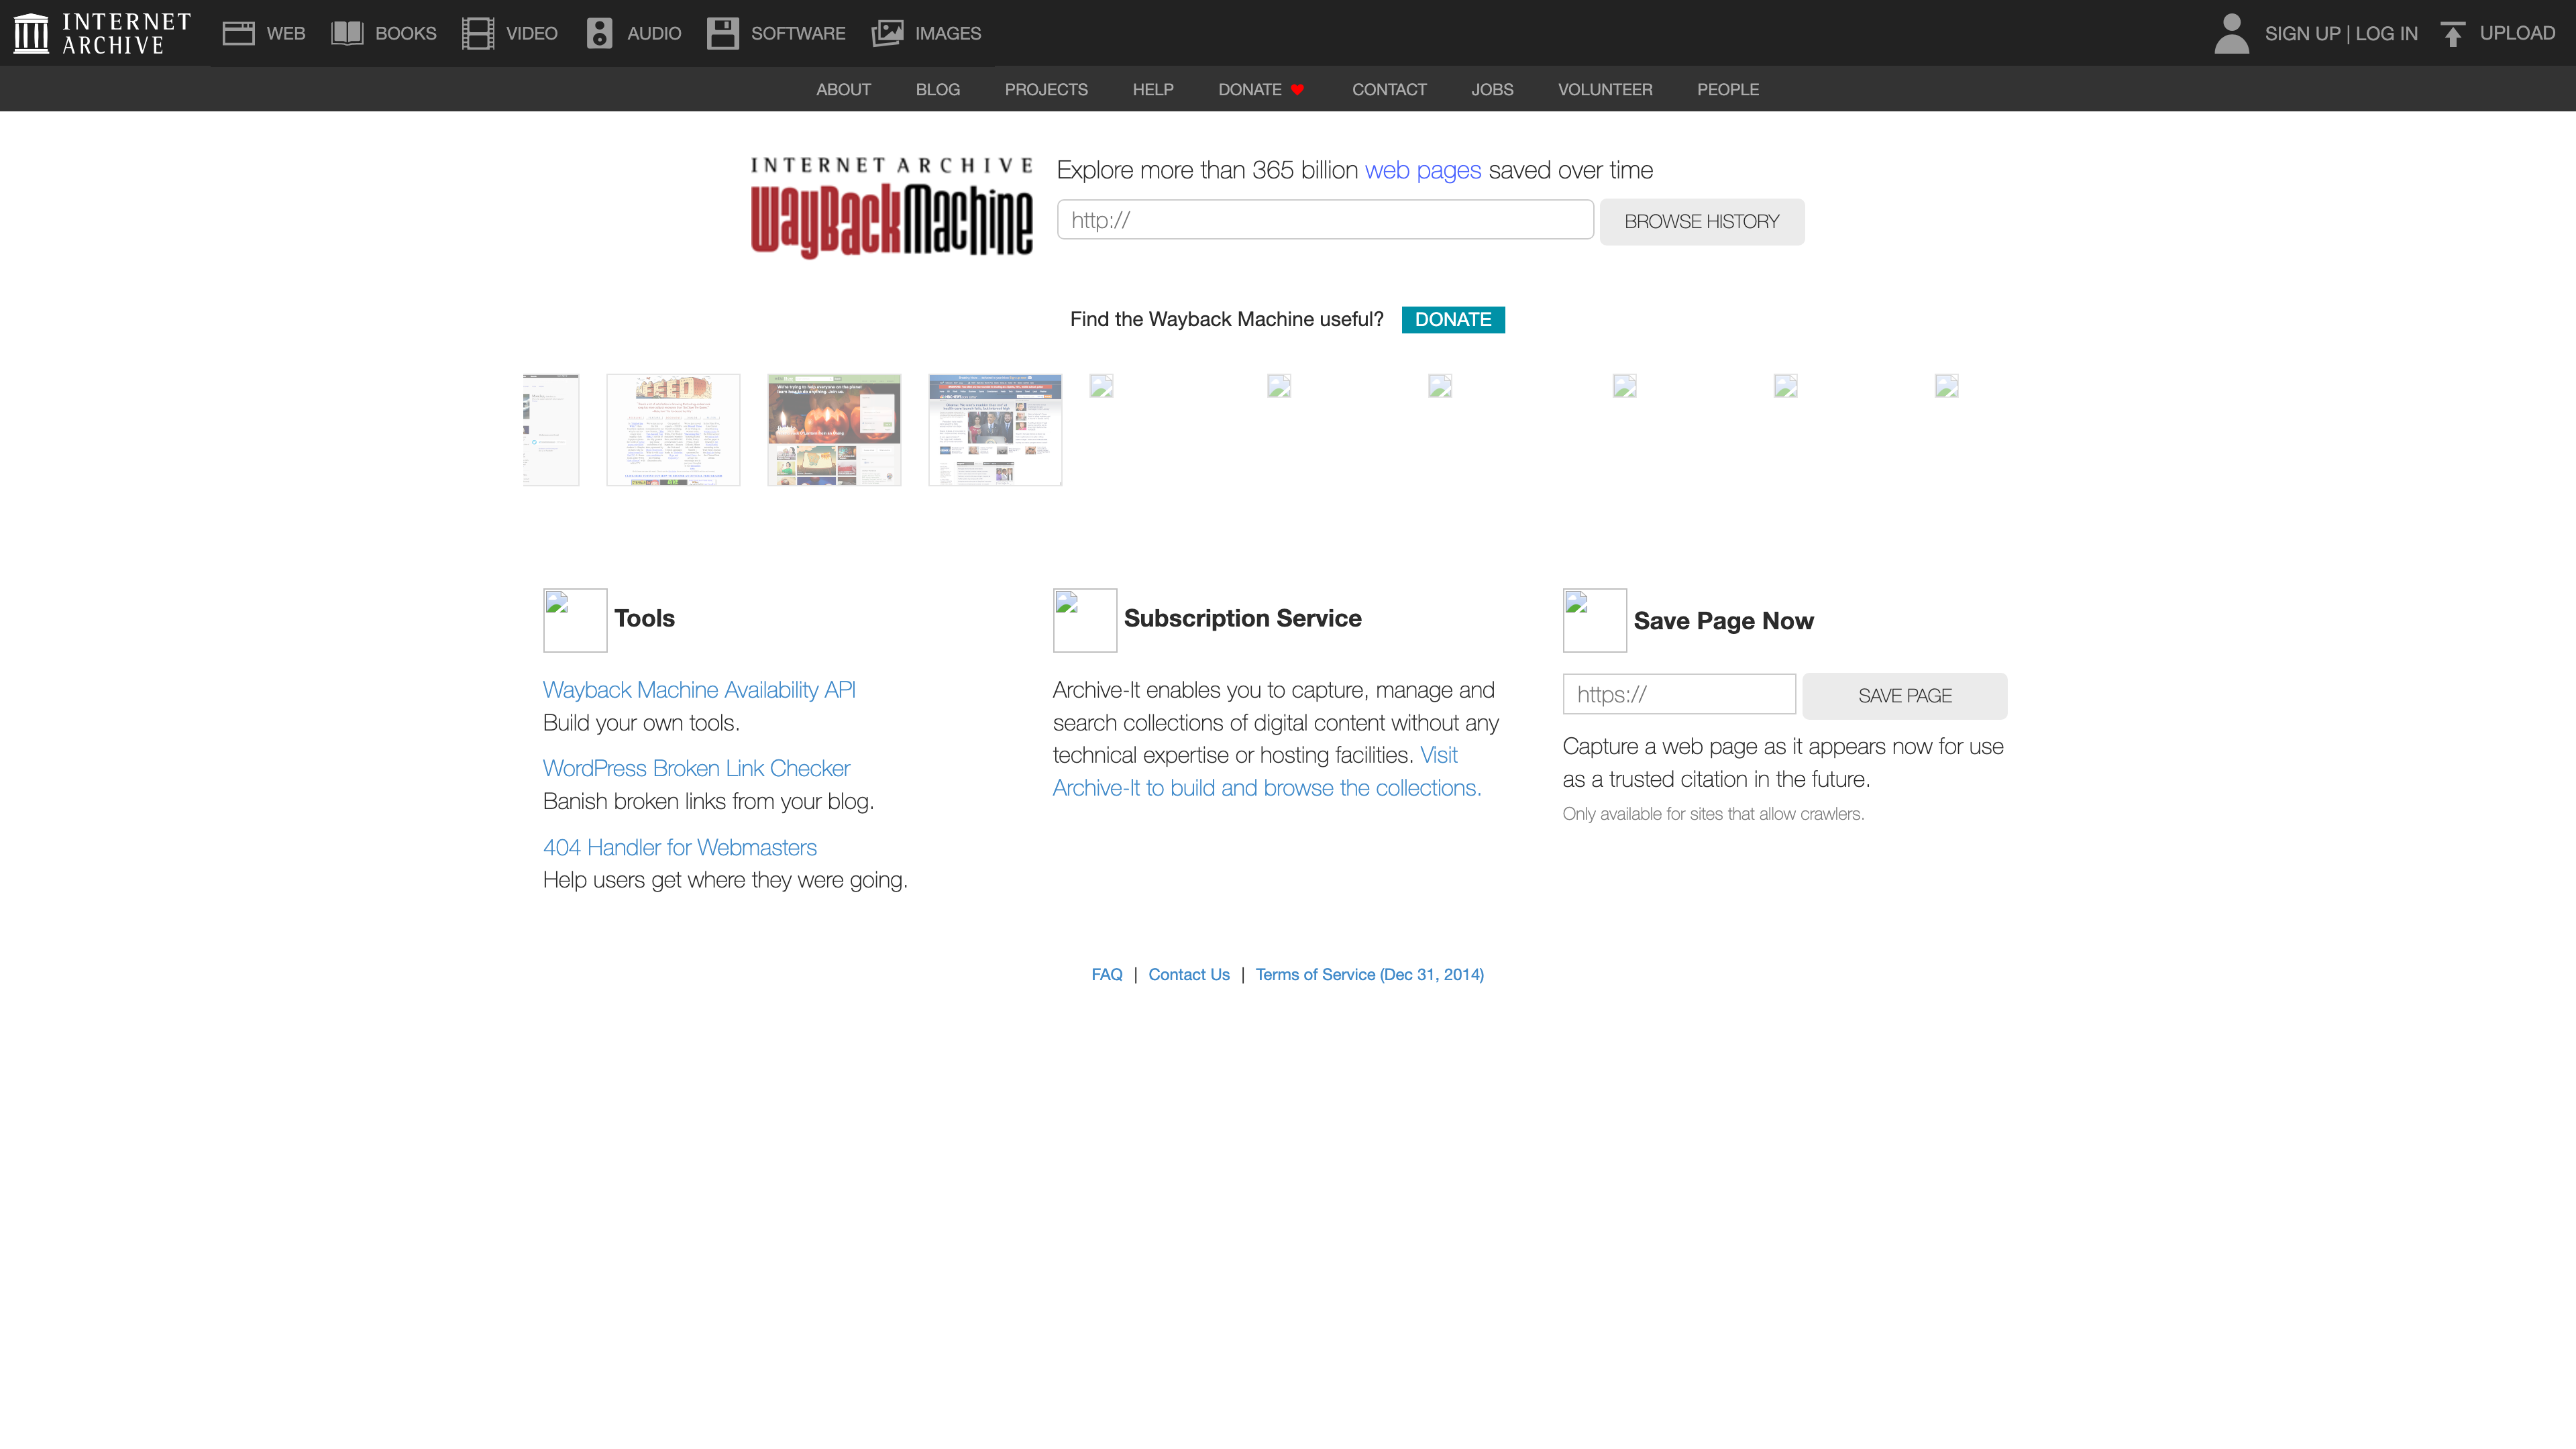 INTERNET
ARCHIVE
WEB
BOOKS
VIDEO
AUDIO
SOFTWARE
IMAGES
SIGN UP | LOG IN
UPLOAD
ABOUT
BLOG
PROJECTS
HELP
DONATE
CONTACT
JOBS
VOLUNTEER
PEOPLE
INTERNET ARCHIVE
WayBackMachine
Explore more than 365 billion web pages saved over time
http://
BROWSE HISTORY
Find the Wayback Machine useful?
DONATE
FEED
Tools
Wayback Machine Availability API
Build your own tools.
WordPress Broken Link Checker
Banish broken links from your blog.
404 Handler for Webmasters
Help users get where they were going.
Subscription Service
Archive-It enables you to capture, manage and
search collections of digital content without any
technical expertise or hosting facilities. Visit
Archive-It to build and browse the collections.
Save Page Now
https://
SAVE PAGE
Capture a web page as it appears now for use
as a trusted citation in the future.
Only available for sites that allow crawlers.
FAQ | Contact Us | Terms of Service (Dec 31, 2014)